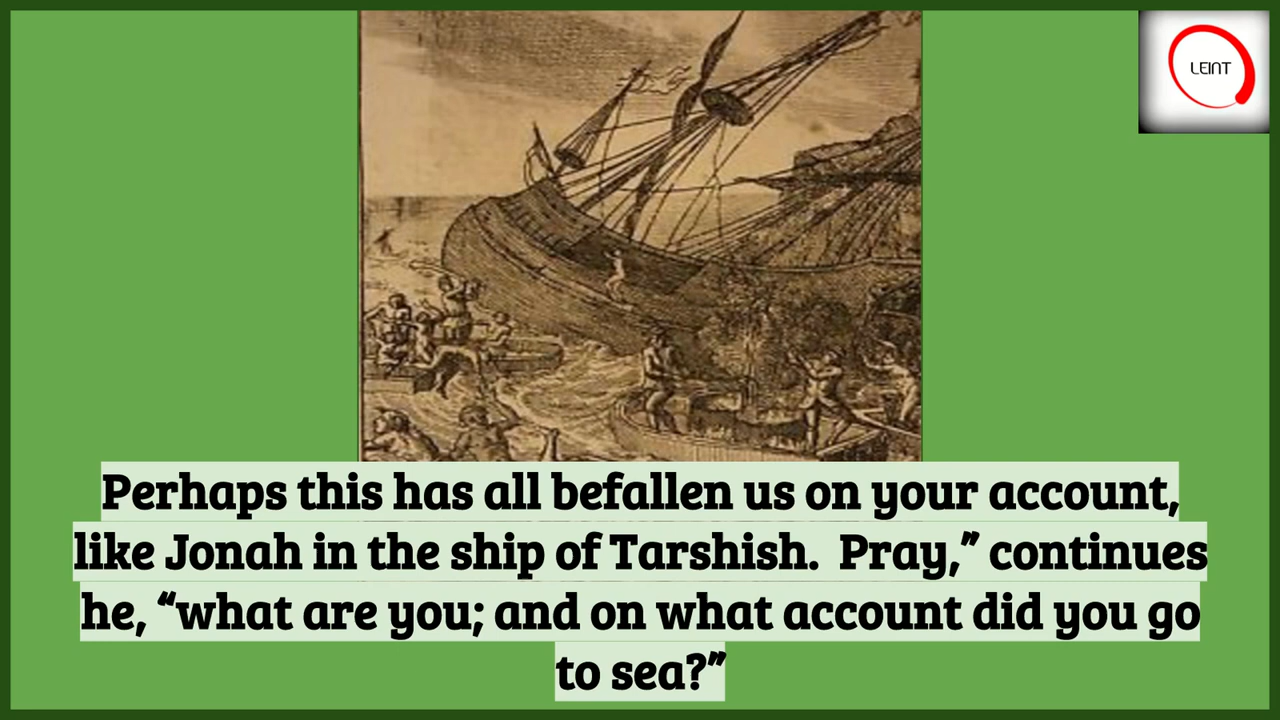 LEINT
Perhaps this has all befallen us on your account,
like Jonah in the ship of Tarshish.  Pray,” continues
he, “what are you; and on what account did you go
to sea?”